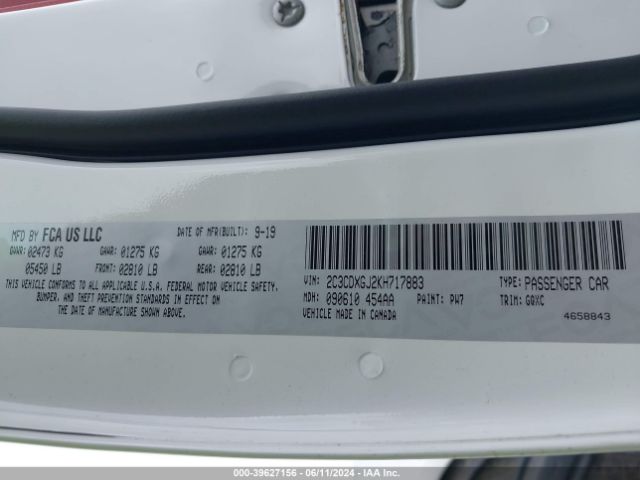 MFD BY FCA US LLC DATE OF MFR(BUILT): 9-19
GVWR: 02473 KG GAWR: 01275 KG GAWR: 01275 KG
05450 LB FRONT: 02810 LB REAR: 02810 LB
THIS VEHICLE CONFORMS TO ALL APPLICABLE U.S.A. FEDERAL MOTOR VEHICLE SAFETY,
BUMPER, AND THEFT PREVENTION STANDARDS IN EFFECT ON
THE DATE OF MANUFACTURE SHOWN ABOVE.
VIN: 2C3CDXGJ2KH717883 TYPE: PASSENGER CAR
MDH: 090610 454AA PAINT: PW7 TRIM: GQXC
VEHICLE MADE IN CANADA 4658843
000-39627156 - 06/11/2024 - IAA Inc.